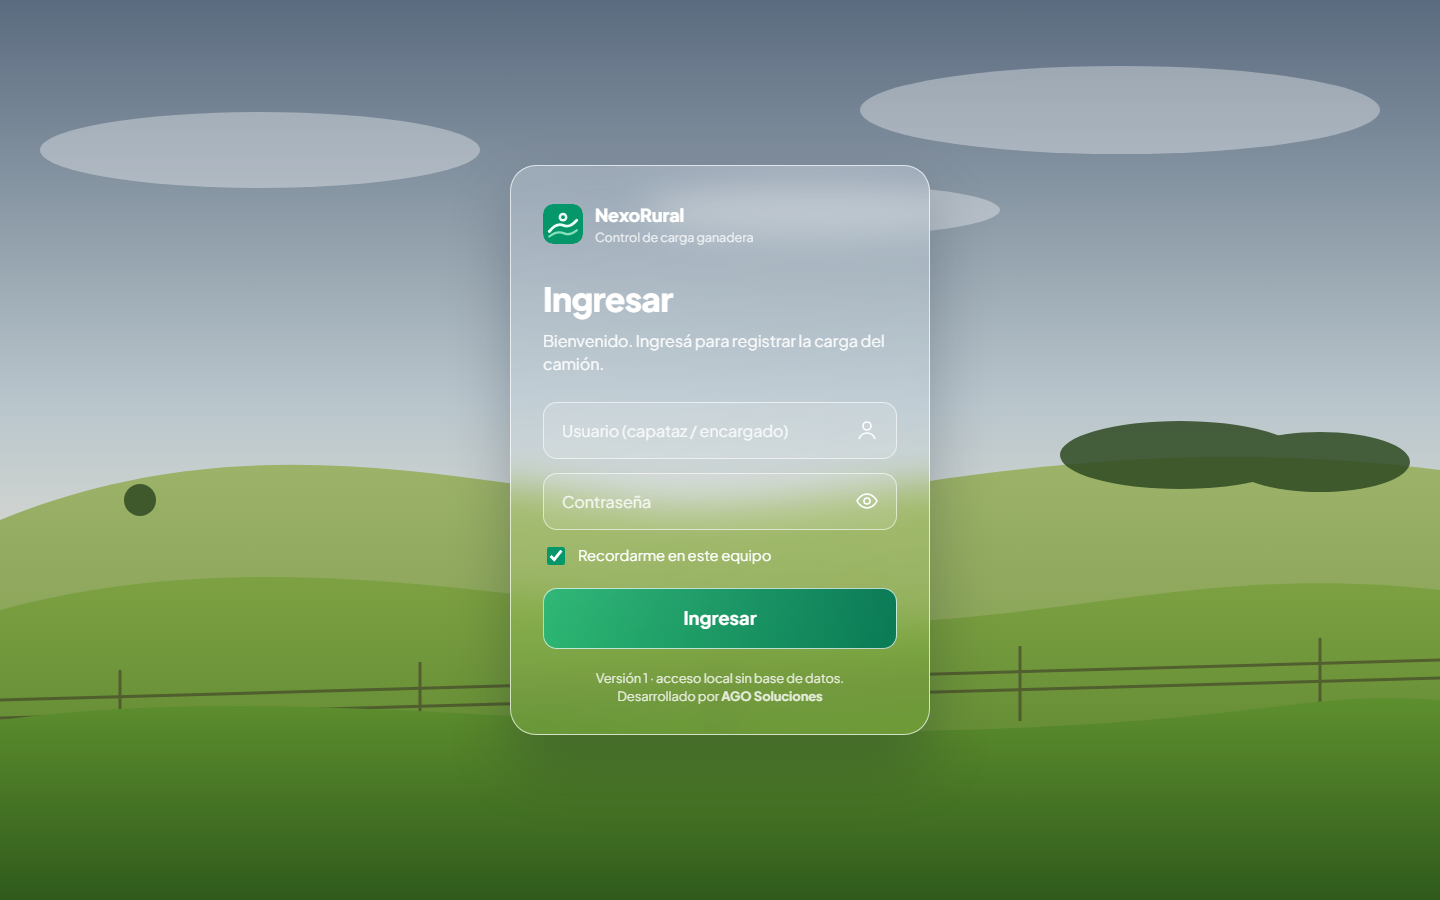 NexoRural
Control de carga ganadera
Ingresar
Bienvenido. Ingresá para registrar la carga del
camión.
Usuario (capataz / encargado)
Contraseña
Recordarme en este equipo
Ingresar
Versión 1 · acceso local sin base de datos.
Desarrollado por AGO Soluciones